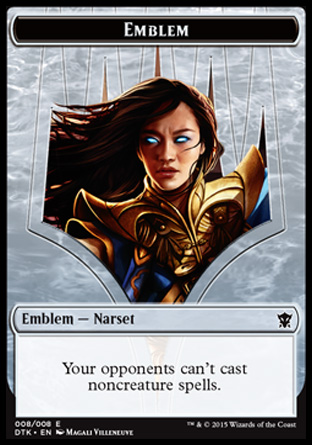 EMBLEM
Emblem — Narset
Your opponents can't cast
noncreature spells.
008/008 E
DTK • EN MAGALI VILLENEUVE
™ & © 2015 Wizards of the Coast